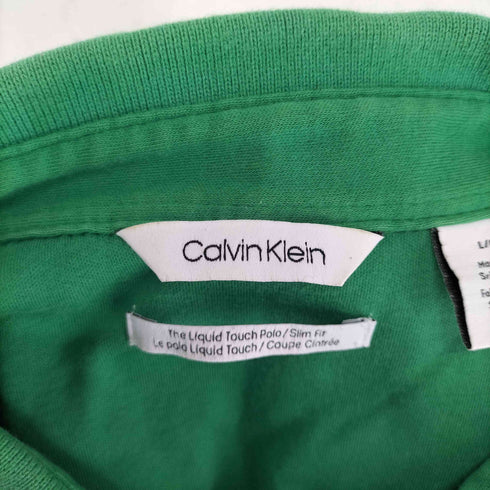 Calvin Klein
The Liquid Touch Polo / Slim Fit
Le polo Liquid Touch / Coupe Cintrée
L/